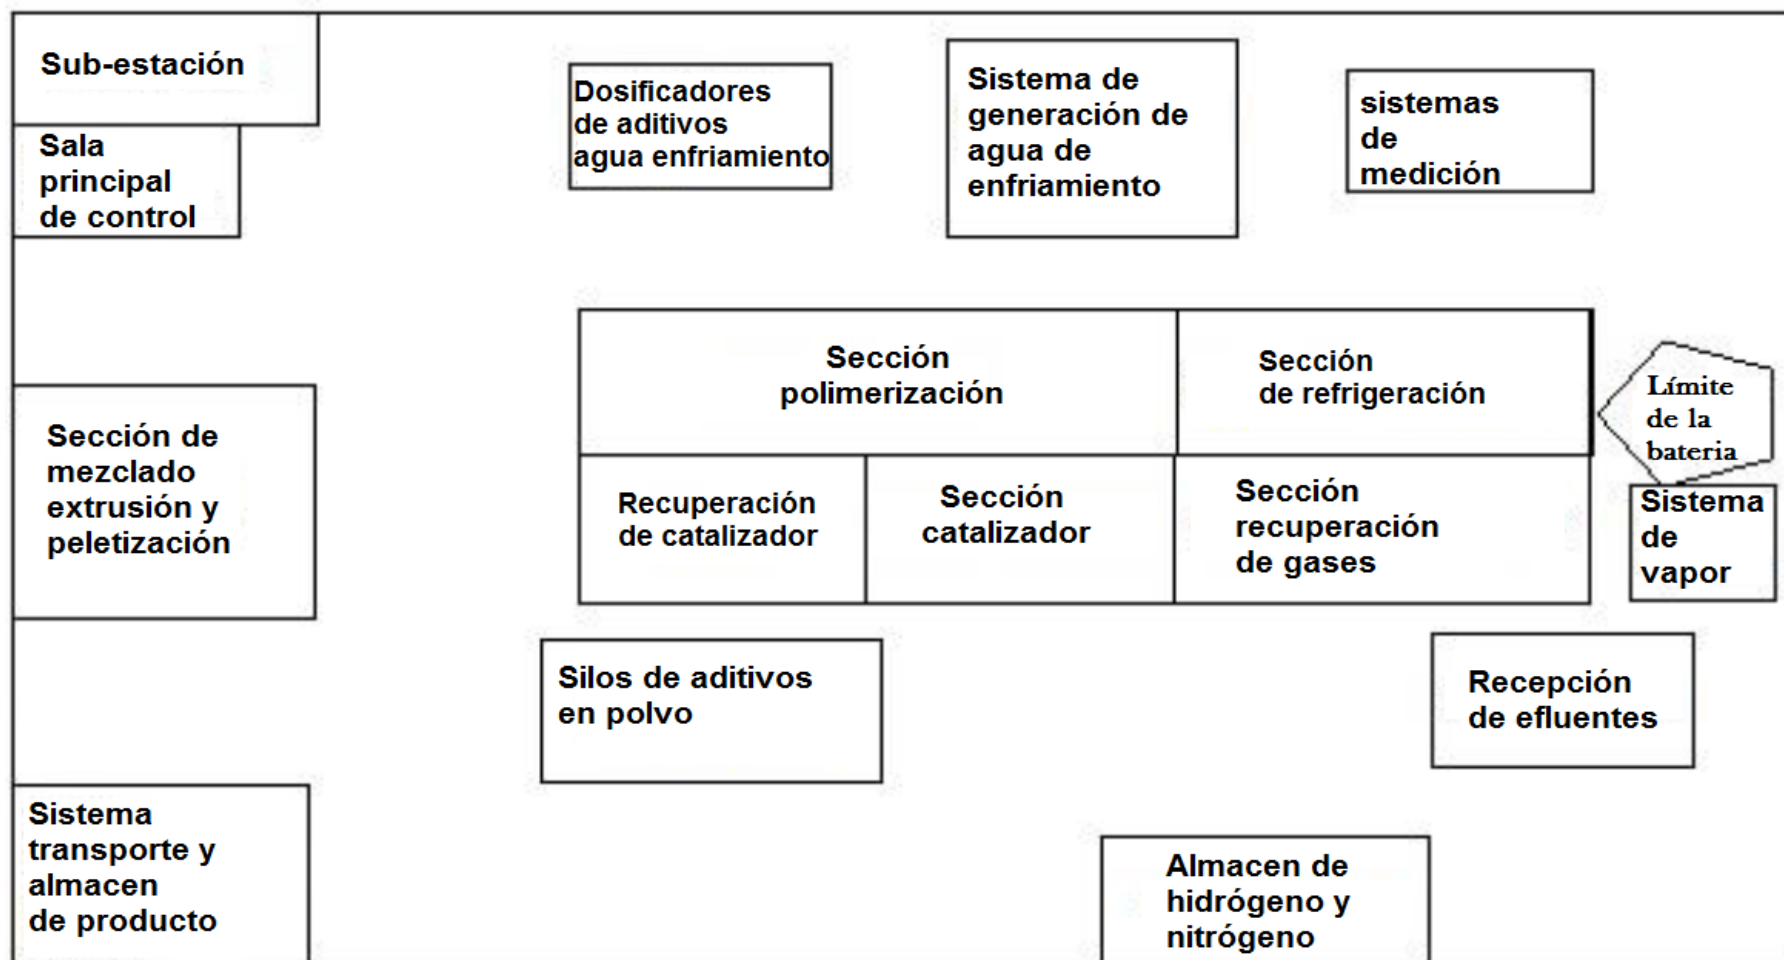 Sub-estación
Sala
principal
de control
Dosificadores
de aditivos
agua enfriamiento
Sistema de
generación de
agua de
enfriamiento
sistemas
de
medición
Sección
polimerización
Sección
de refrigeración
Límite
de la
bateria
Sección de
mezclado
extrusión y
peletización
Recuperación
de catalizador
Sección
catalizador
Sección
recuperación
de gases
Sistema
de
vapor
Silos de aditivos
en polvo
Recepción
de efluentes
Sistema
transporte y
almacen
de producto
Almacen de
hidrógeno y
nitrógeno